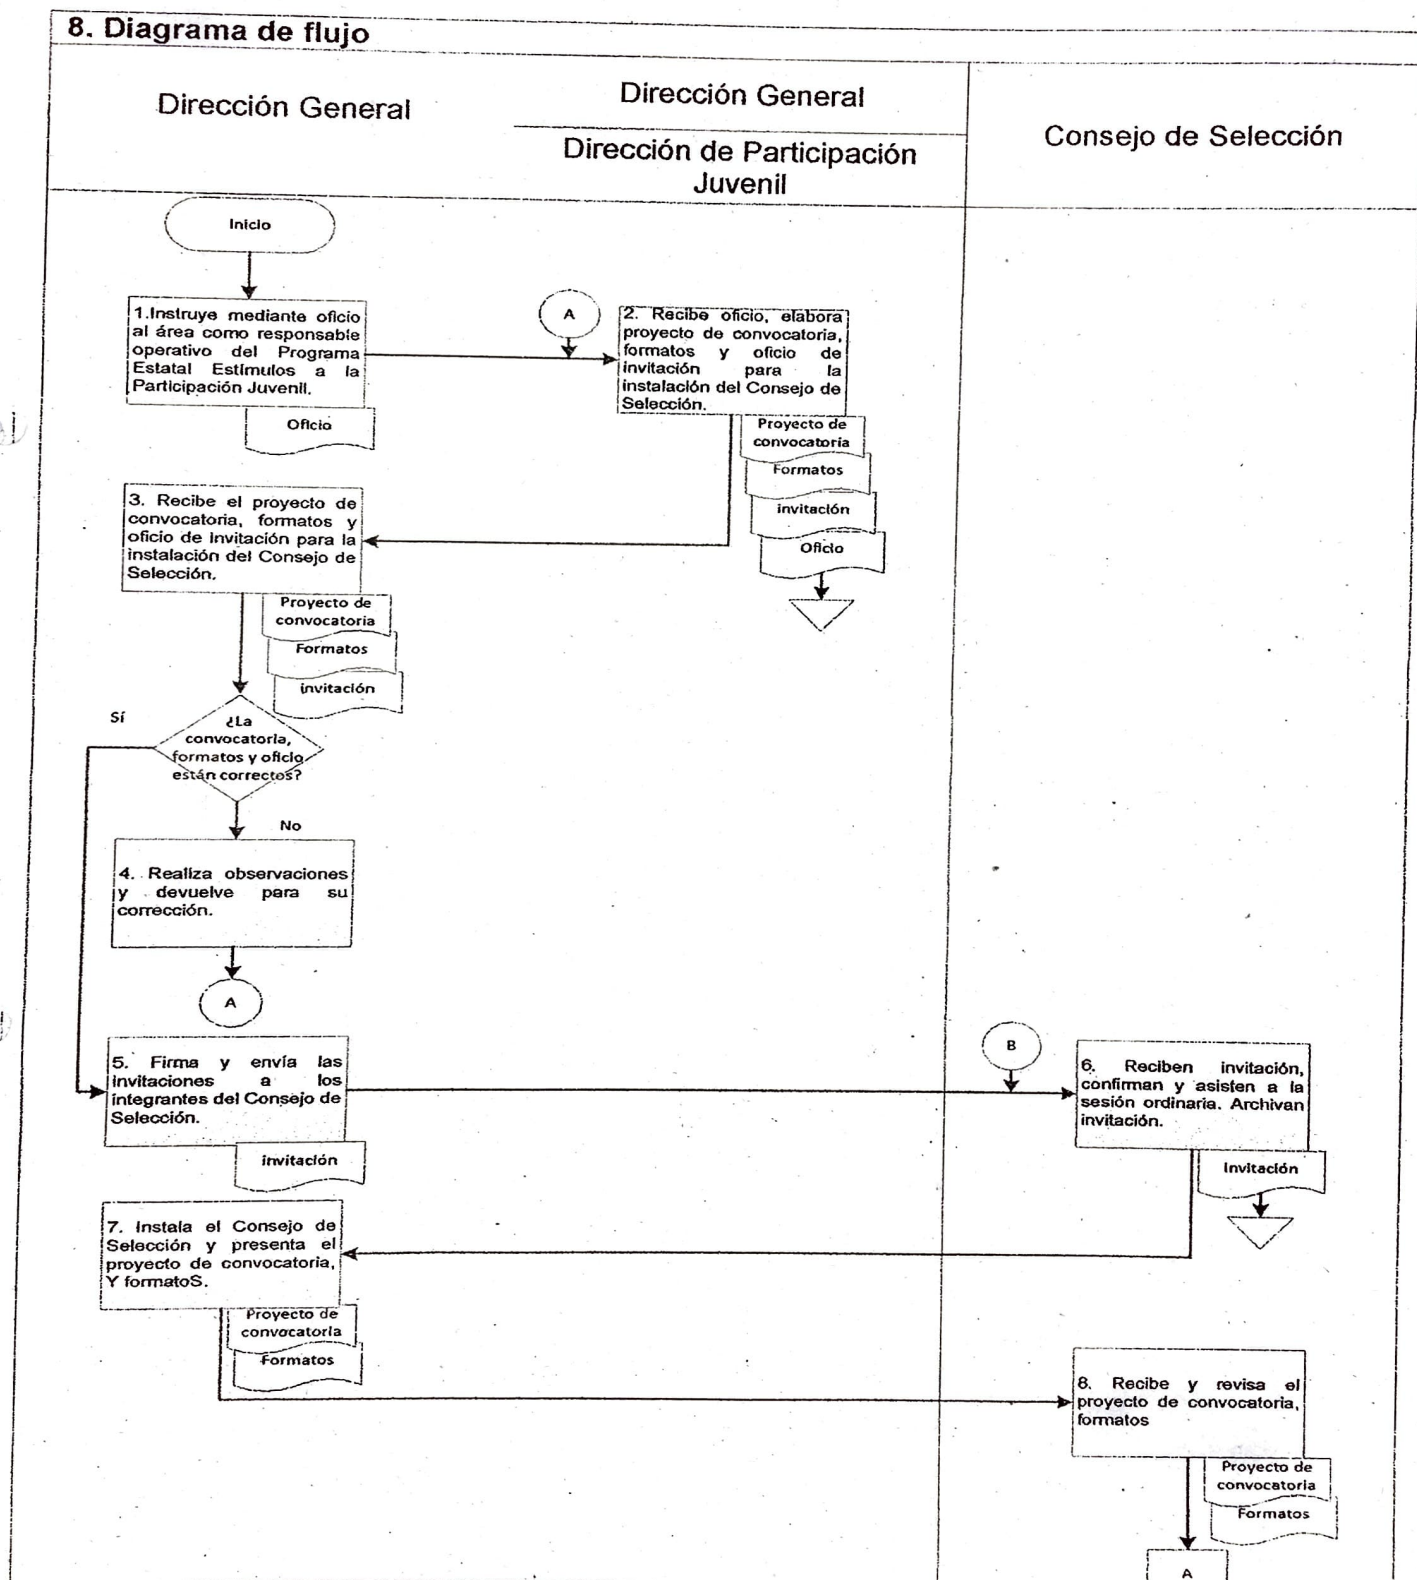 8. Diagrama de flujo
Dirección General
Dirección General
Dirección de Participación
Juvenil
Consejo de Selección
Inicio
1.Instruye mediante oficio
al área como responsable
operativo del Programa
Estatal Estímulos a la
Participación Juvenil.
Oficio
A
2. Recibe oficio, elabora
proyecto de convocatoria,
formatos y oficio de
invitación para la
instalación del Consejo de
Selección.
Proyecto de
convocatoria
Formatos
invitación
Oficio
3. Recibe el proyecto de
convocatoria, formatos y
oficio de Invitación para la
instalación del Consejo de
Selección.
Proyecto de
convocatoria
Formatos
invitación
Sí
¿La
convocatoria,
formatos y oficio
están correctos?
No
4. Realiza observaciones
y devuelve para su
corrección.
A
5. Firma y envía las
invitaciones a los
integrantes del Consejo de
Selección.
invitación
B
6. Reciben invitación,
confirman y asisten a la
sesión ordinaria. Archivan
invitación.
Invitación
7. Instala el Consejo de
Selección y presenta el
proyecto de convocatoria,
Y formatoS.
Proyecto de
convocatoria
Formatos
8. Recibe y revisa el
proyecto de convocatoria,
formatos
Proyecto de
convocatoria
Formatos
A